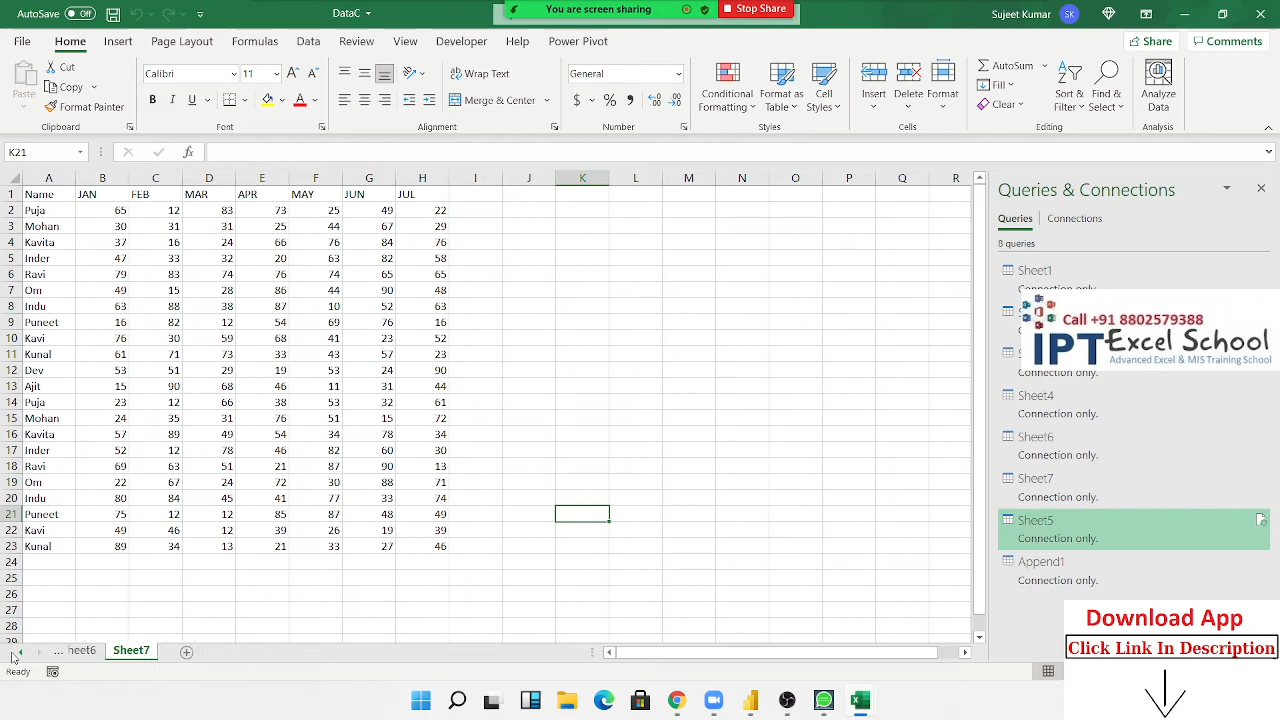 AutoSave Off
DataC
You are screen sharing
Stop Share
Sujeet Kumar
SK
File Home Insert Page Layout Formulas Data Review View Developer Help Power Pivot
Share
Comments
Paste
Cut
Copy
Format Painter
Clipboard
Calibri 11
B I U
Font
Wrap Text
Merge & Center
Alignment
General
Number
Conditional Formatting
Format as Table
Cell Styles
Styles
Insert Delete Format
Cells
AutoSum
Fill
Clear
Sort & Filter
Find & Select
Editing
Analyze Data
Analysis
K21
fx
A B C D E F G H I J K L M N O P Q R
1 Name JAN FEB MAR APR MAY JUN JUL
2 Puja 65 12 83 73 25 49 22
3 Mohan 30 31 31 25 44 67 29
4 Kavita 37 16 24 66 76 84 76
5 Inder 47 33 32 20 63 82 58
6 Ravi 79 83 74 76 74 65 65
7 Om 49 15 28 86 44 90 48
8 Indu 63 88 38 87 10 52 63
9 Puneet 16 82 12 54 69 76 16
10 Kavi 76 30 59 68 41 23 52
11 Kunal 61 71 73 33 43 57 23
12 Dev 53 51 29 19 53 24 90
13 Ajit 15 90 68 46 11 31 44
14 Puja 23 12 66 38 53 32 61
15 Mohan 24 35 31 76 51 15 72
16 Kavita 57 89 49 54 34 78 34
17 Inder 52 12 78 46 82 60 30
18 Ravi 69 63 51 21 87 90 13
19 Om 22 67 24 72 30 88 71
20 Indu 80 84 45 41 77 33 74
21 Puneet 75 12 12 85 87 48 49
22 Kavi 49 46 12 39 26 19 39
23 Kunal 89 34 13 21 33 27 46
24
25
26
27
28
29
... heet6 Sheet7
Ready
Queries & Connections
Queries | Connections
8 queries
Sheet1
Connection only.
Call +91 8802579388
IPT Excel School
Advanced Excel & MIS Training School
Connection only.
Sheet4
Connection only.
Sheet6
Connection only.
Sheet7
Connection only.
Sheet5
Connection only.
Append1
Connection only.
Download App
Click Link In Description